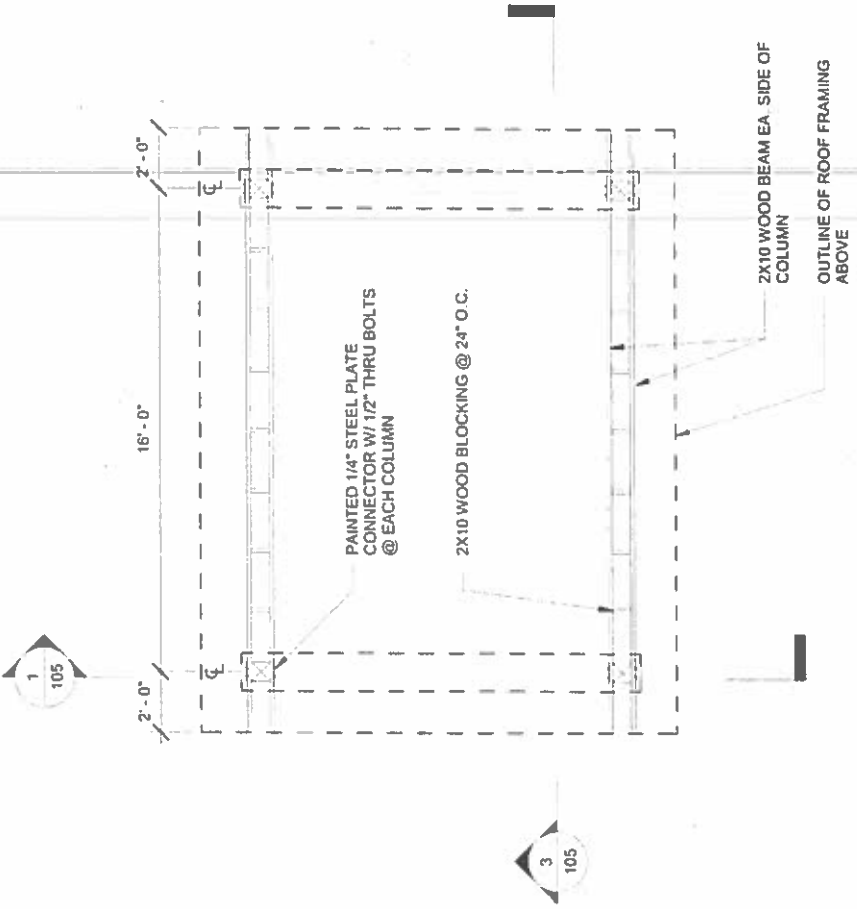 1
105
2' - 0"
16' - 0"
2' - 0"
℄
℄
PAINTED 1/4" STEEL PLATE
CONNECTOR W/ 1/2" THRU BOLTS
@ EACH COLUMN
2X10 WOOD BLOCKING @ 24" O.C.
2X10 WOOD BEAM EA. SIDE OF
COLUMN
OUTLINE OF ROOF FRAMING
ABOVE
3
105